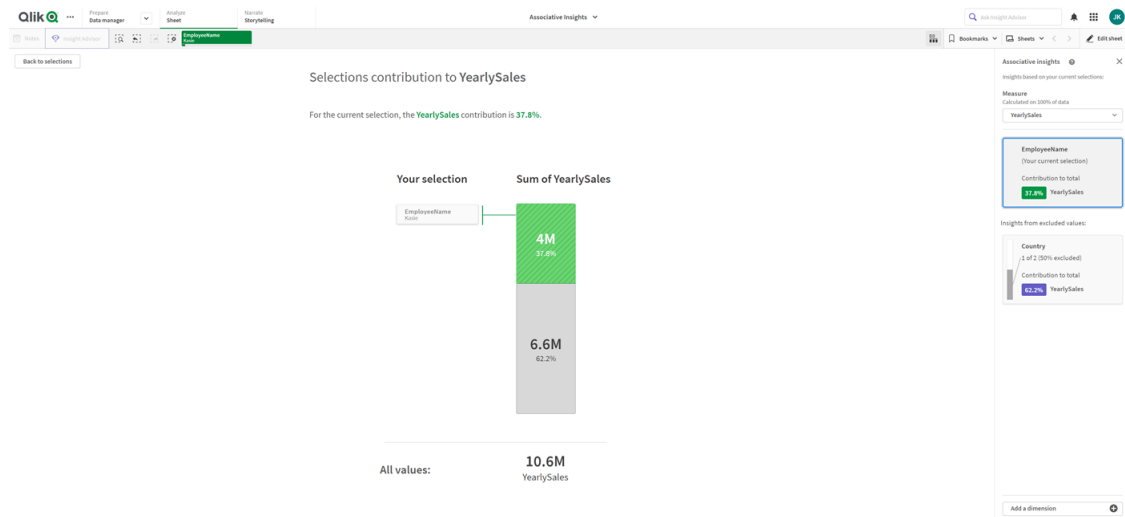 Qlik
Prepare
Data manager
Analyze
Sheet
Narrate
Storytelling
Associative Insights
Ask Insight Advisor
JK
Notes
Insight Advisor
EmployeeName
Kasie
Bookmarks
Sheets
Edit sheet
Back to selections
Selections contribution to YearlySales
For the current selection, the YearlySales contribution is 37.8%.
Your selection
Sum of YearlySales
EmployeeName
4M
37.8%
6.6M
62.2%
All values:
10.6M
YearlySales
Associative insights
Insights based on your current selections:
Measure
Calculated on 100% of data
YearlySales
EmployeeName
(Your current selection)
Contribution to total
37.8% YearlySales
Insights from excluded values:
Country
1 of 2 (50% excluded)
Contribution to total
62.2% YearlySales
Add a dimension